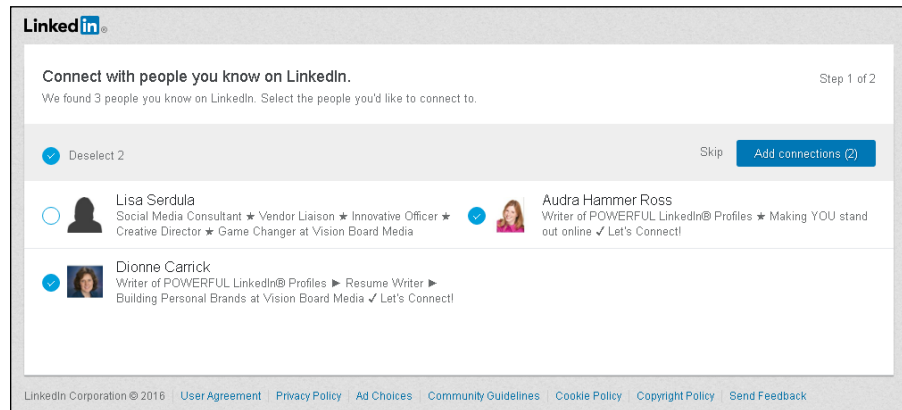 Linked in ®
Connect with people you know on LinkedIn.
Step 1 of 2
We found 3 people you know on LinkedIn. Select the people you'd like to connect to.
Deselect 2
Skip
Add connections (2)
Lisa Serdula
Social Media Consultant ★ Vendor Liaison ★ Innovative Officer ★
Creative Director ★ Game Changer at Vision Board Media
Audra Hammer Ross
Writer of POWERFUL LinkedIn® Profiles ★ Making YOU stand
out online ✓ Let's Connect!
Dionne Carrick
Writer of POWERFUL LinkedIn® Profiles ► Resume Writer ►
Building Personal Brands at Vision Board Media ✓ Let's Connect!
LinkedIn Corporation © 2016 | User Agreement | Privacy Policy | Ad Choices | Community Guidelines | Cookie Policy | Copyright Policy | Send Feedback